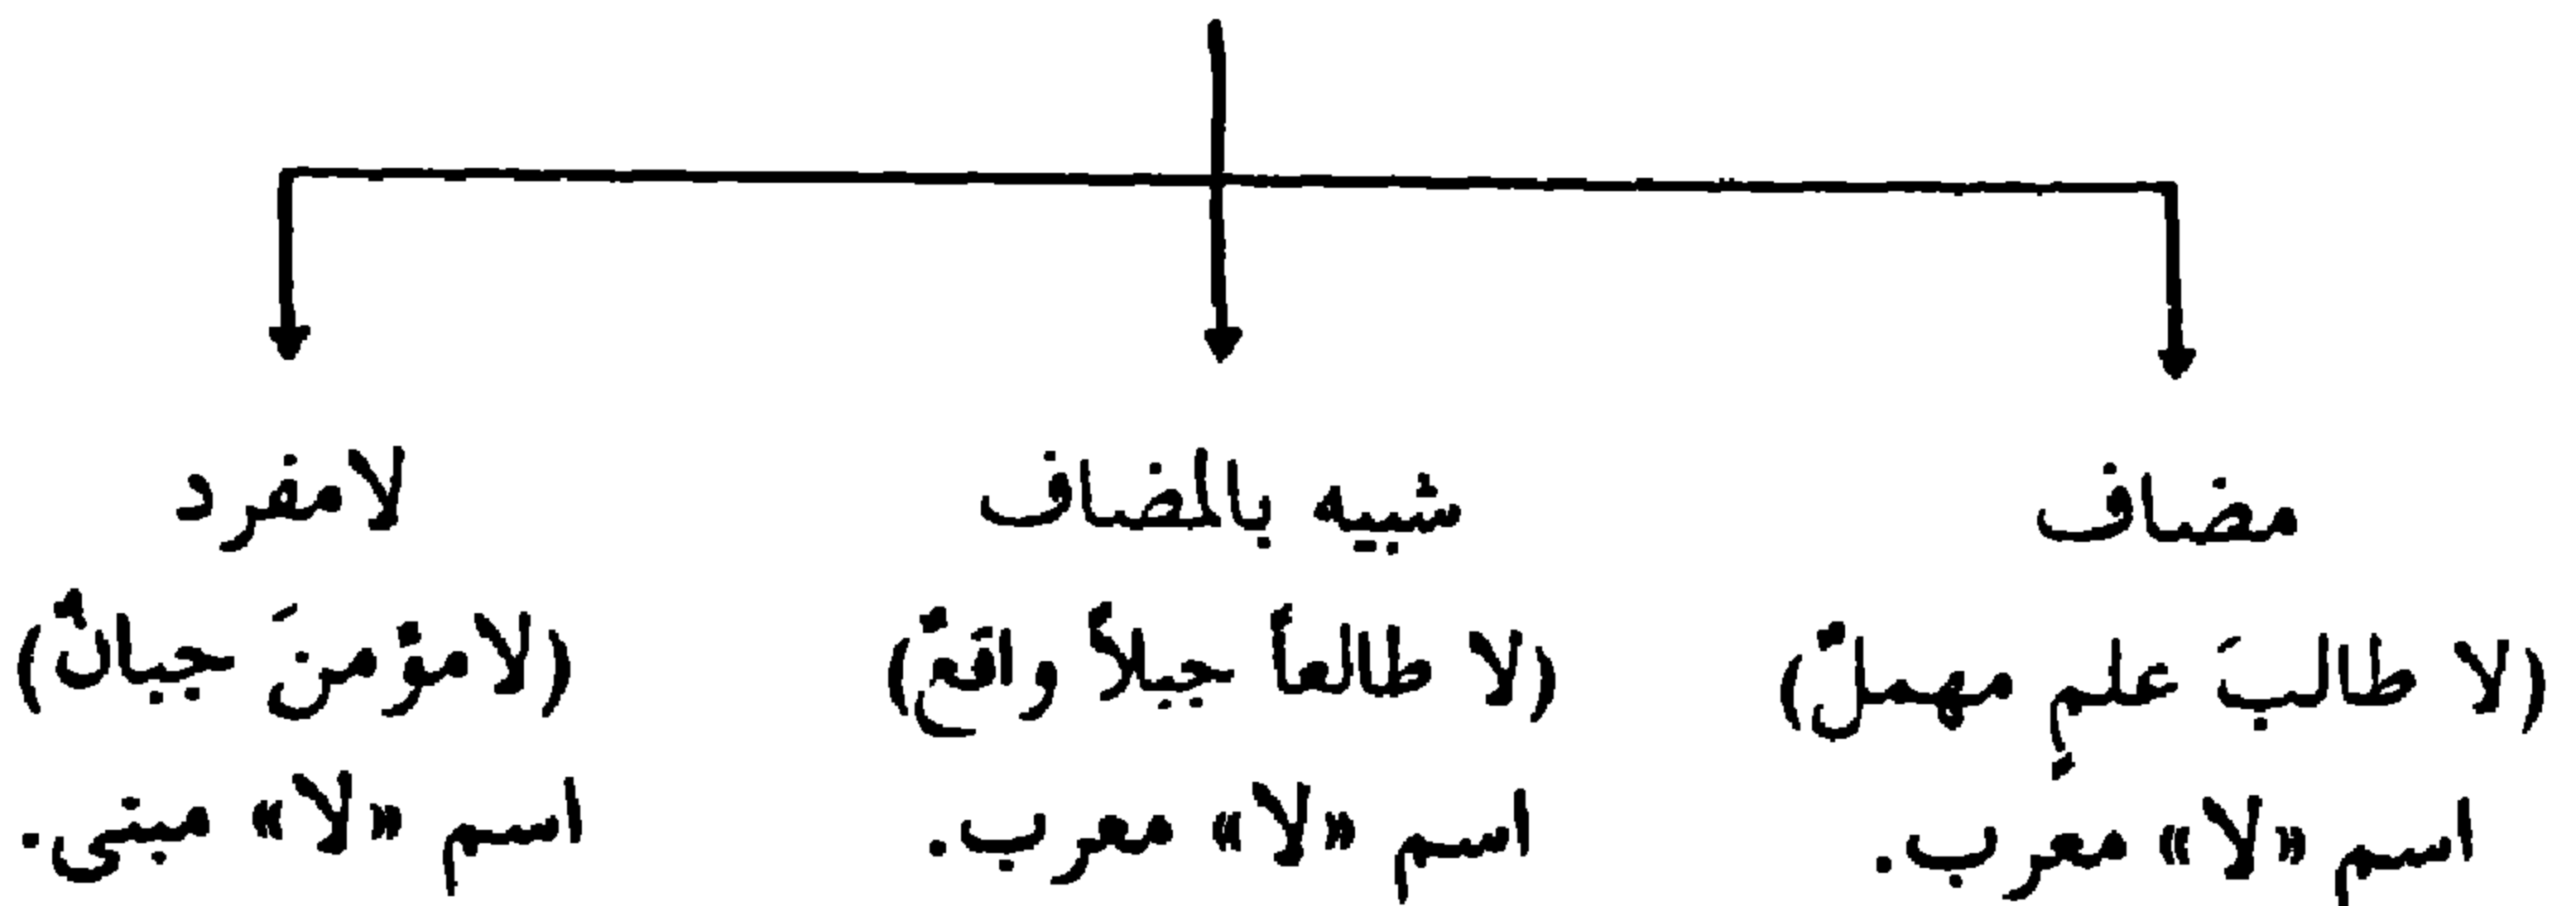 مضاف
(لا طالبَ علمٍ مهملٌ)
اسم «لا» معرب.
شبيه بالمضاف
(لا طالعاً جبلاً واقعٌ)
اسم «لا» معرب.
لامفرد
(لامؤمنَ جبانٌ)
اسم «لا» مبنى.